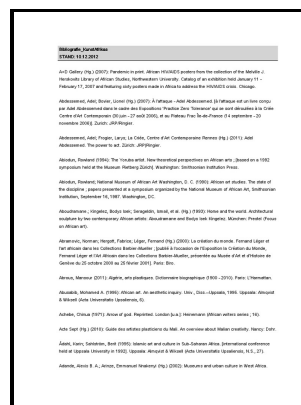 Bibliografie_KunstAfrikas
STAND: 10.12.2012
A+D Gallery (Hg.) (2007): Pandemic in print. African HIV/AIDS posters from the collection of the Melville J.
Herskovits Library of African Studies, Northwestern University. Catalog of an exhibition held January 11 –
February 17, 2007 and featuring sixty posters made in Africa to address the HIV/AIDS crisis. Chicago.
Abdessemed, Adel; Bovier, Lionel (Hg.) (2007): À l'attaque - Adel Abdessemed. [à l'attaque est un livre conçu
par Adel Abdessemed dans le cadre des Expositions 'Practice Zero Tolerance' qui se sont déroulées à la Criée
Centre d'Art Contemporain (30 juin - 27 août 2006), et au Plateau Frac Île-de-France (14 septembre - 20
novembre 2006)]. Zürich: JRP/Ringier.
Abdessemed, Adel; Frogier, Larys; La Criée, Centre d'Art Contemporaine Rennes (Hg.) (2011): Adel
Abdessemed. The power to act. Zürich: JRP/Ringier.
Abiodun, Rowland (1994): The Yoruba artist. New theoretical perspectives on African arts ; [based on a 1992
symposium held at the Museum Rietberg Zürich]. Washington: Smithsonian Institution Press.
Abiodun, Rowland; National Museum of African Art Washington, D. C. (1990): African art studies. The state of
the discipline ; papers presented at a symposium organized by the National Museum of African Art, Smithsonian
Institution, September 16, 1987. Washington, DC.
Aboudramane ; Kingelez, Bodys Isek; Serageldin, Ismail, et al. (Hg.) (1993): Home and the world. Architectural
sculpture by two contemporary African artists: Aboudramane and Bodys Isek Kingelez. München: Prestel (Focus
on African art).
Abramovic, Norman; Hergott, Fabrice; Léger, Fernand (Hg.) (2000): La création du monde. Fernand Léger et
l'art africain dans les Collections Barbier-Mueller ; [publié à l'occasion de l'Exposition la Création du Monde,
Fernand Léger et l'Art Africain dans les Collections Barbier-Mueller, présentée au Musée d'Art et d'Histoire de
Genève du 25 octobre 2000 au 25 février 2001]. Paris: Biro.
Abrous, Mansour (2011): Algérie, arts plastiques. Dictionnaire biographique (1900 - 2010). Paris: L'Harmattan.
Abusabib, Mohamed A. (1995): African art. An aesthetic inquiry. Univ., Diss--Uppsala, 1995. Uppsala: Almqvist
& Wiksell (Acta Universitatis Upsaliensis, 6).
Achebe, Chinua (1971): Arrow of god. Reprinted. London [u.a.]: Heinemann (African writers series ; 16).
Acte Sept (Hg.) (2010): Guide des artistes plasticiens du Mali. An overview about Malian creativity. Nancy: Dohr.
Ådahl, Karin; Sahlström, Berit (1995): Islamic art and culture in Sub-Saharan Africa. [international conference
held at Uppsala University in 1992]. Uppsala: Almqvist & Wiksell (Acta Universitatis Upsaliensis, N.S., 27).
Adande, Alexis B. A.; Arinze, Emmanuel Nnakenyi (Hg.) (2002): Museums and urban culture in West Africa.